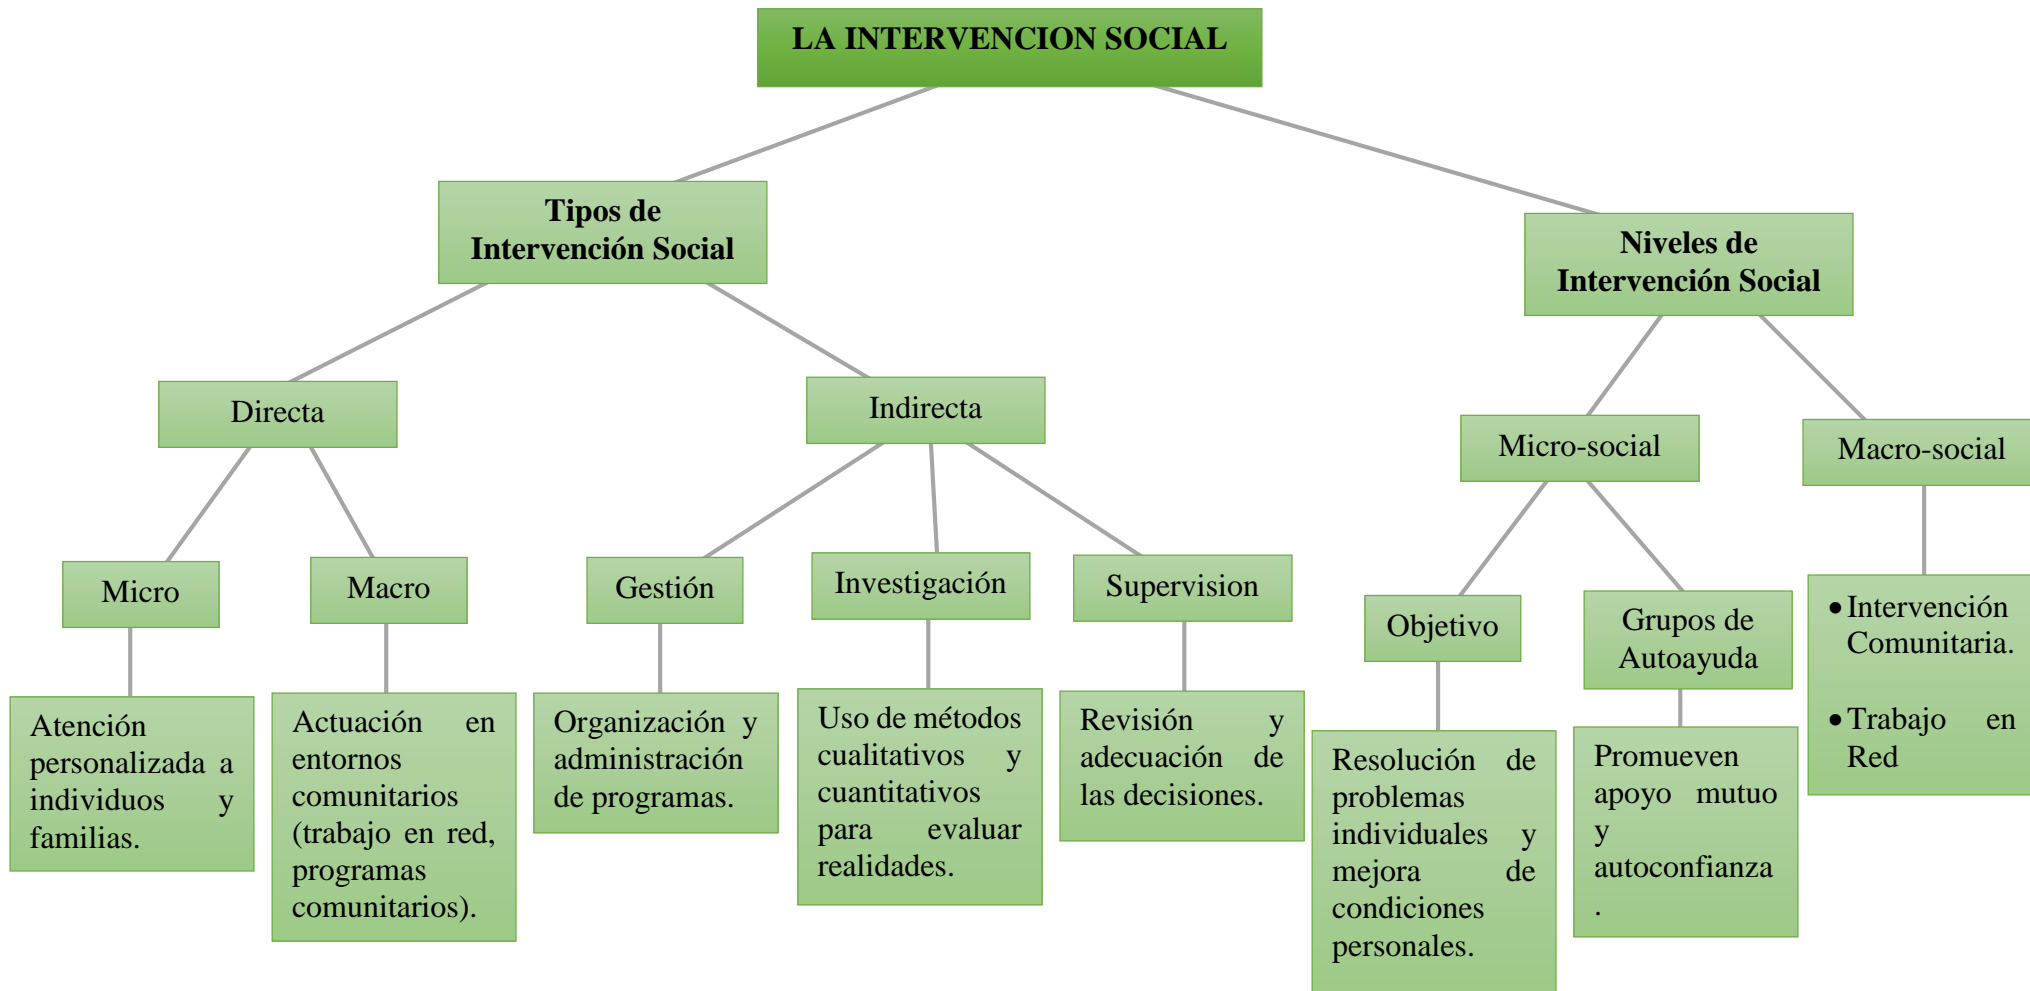 LA INTERVENCION SOCIAL
Tipos de
Intervención Social
Niveles de
Intervención Social
Directa
Indirecta
Micro-social
Macro-social
Micro
Macro
Gestión
Investigación
Supervision
Objetivo
Grupos de
Autoayuda
• Intervención
Comunitaria.
• Trabajo en
Red
Atención
personalizada a
individuos y
familias.
Actuación en
entornos
comunitarios
(trabajo en red,
programas
comunitarios).
Organización y
administración
de programas.
Uso de métodos
cualitativos y
cuantitativos
para evaluar
realidades.
Revisión y
adecuación de
las decisiones.
Resolución de
problemas
individuales y
mejora de
condiciones
personales.
Promueven
apoyo mutuo
y
autoconfianza
.